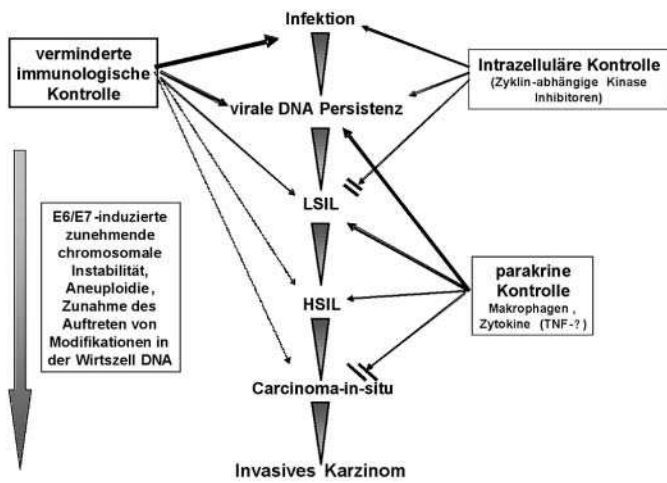 Infektion
verminderte
immunologische
Kontrolle
Intrazelluläre Kontrolle
(Zyklin-abhängige Kinase
Inhibitoren)
virale DNA Persistenz
LSIL
E6/E7-induzierte
zunehmende
chromosomale
Instabilität,
Aneuploidie,
Zunahme des
Auftreten von
Modifikationen in
der Wirtszell DNA
parakrine
Kontrolle
Makrophagen ,
Zytokine (TNF-?)
HSIL
Carcinoma-in-situ
Invasives Karzinom